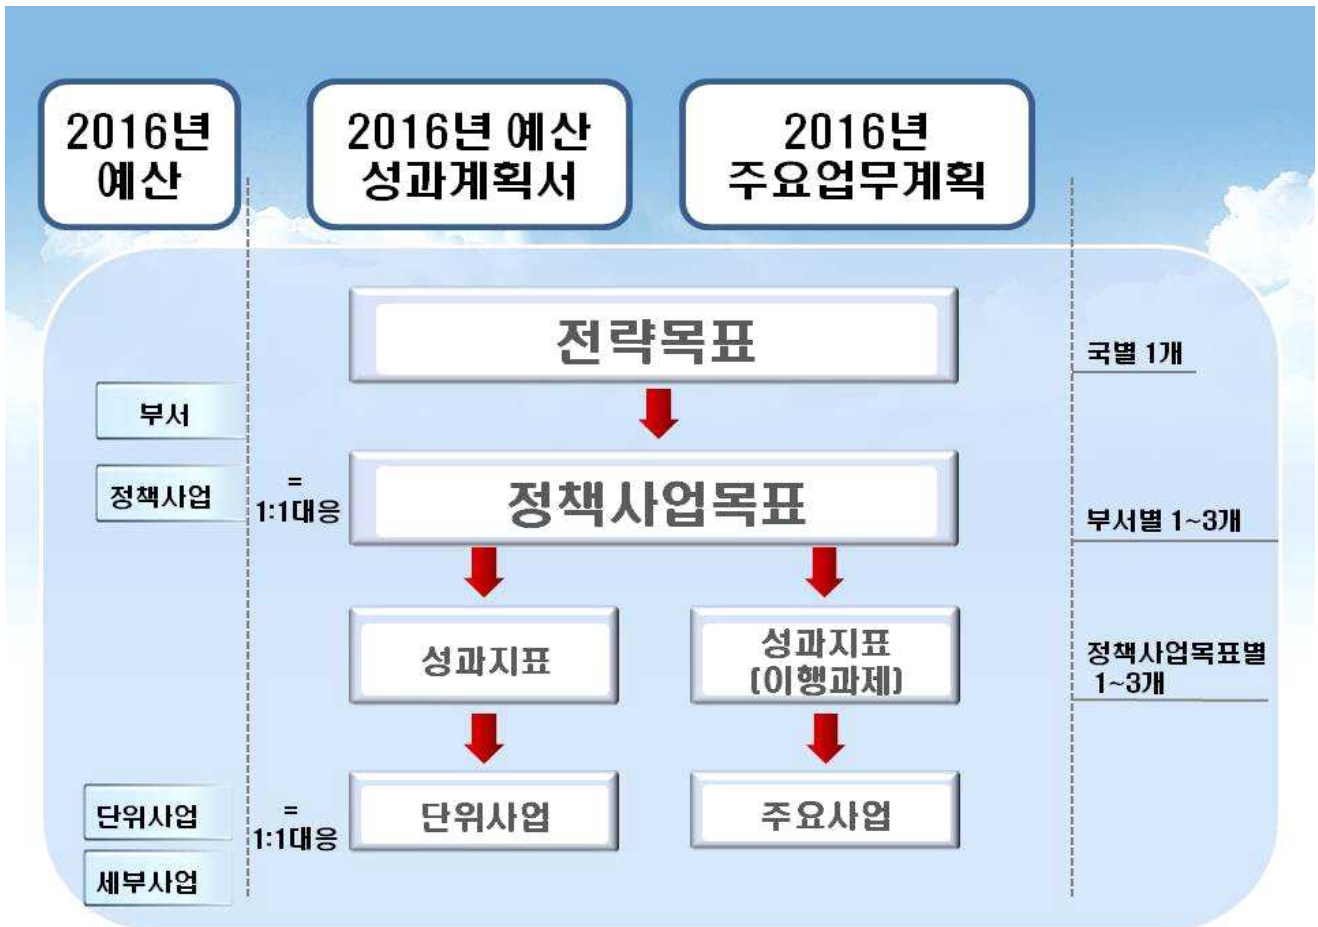 2016년
예산
2016년 예산
성과계획서
2016년
주요업무계획
전략목표
국별 1개
부서
정책사업
=
1:1대응
정책사업목표
부서별 1~3개
성과지표
성과지표
(이행과제)
정책사업목표별
1~3개
단위사업
=
1:1대응
단위사업
주요사업
세부사업